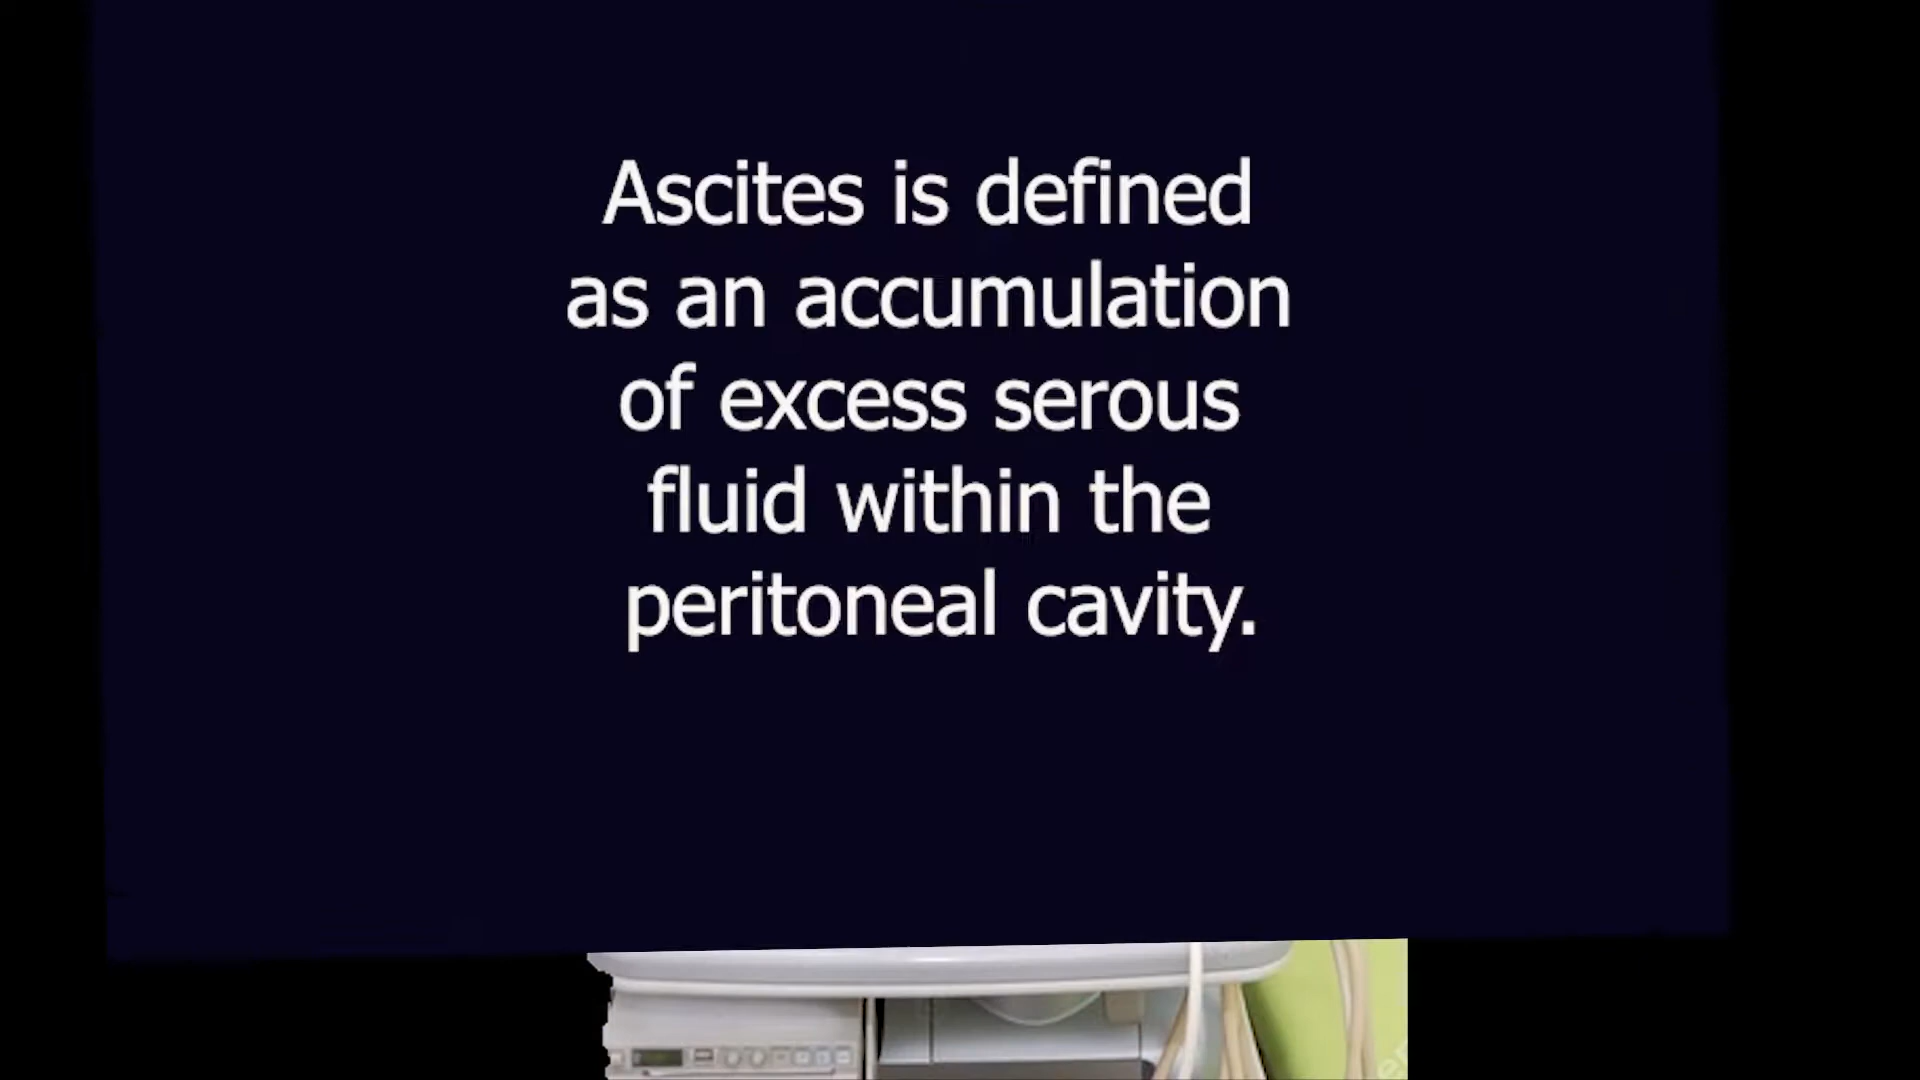 Ascites is defined
as an accumulation
of excess serous
fluid within the
peritoneal cavity.